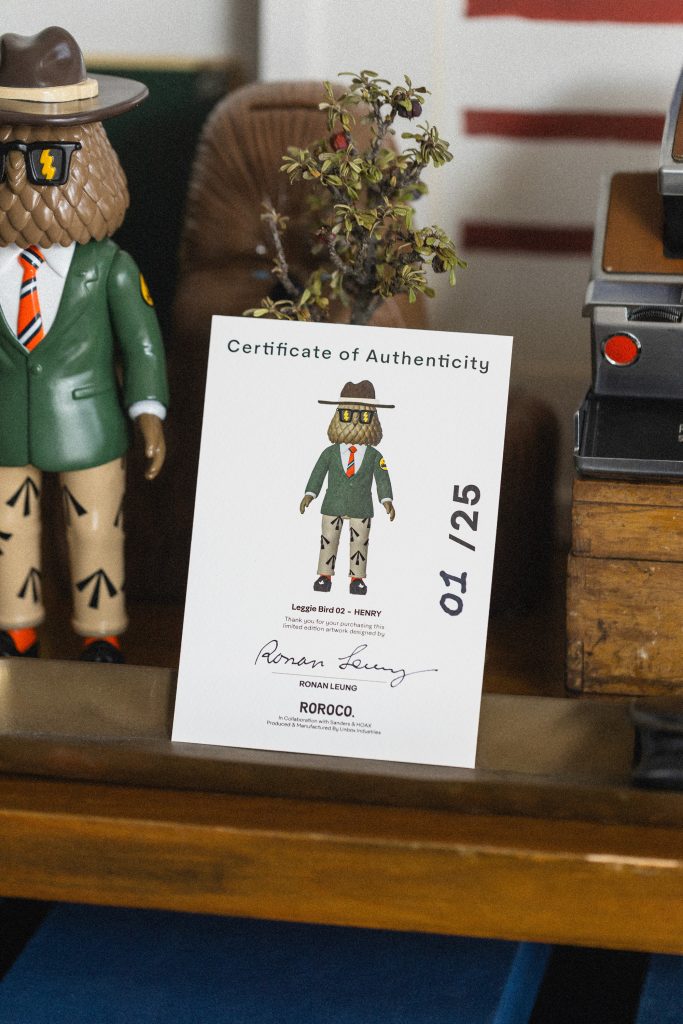 Certificate of Authenticity
01 /25
Leggie Bird 02 - HENRY
Thank you for your purchasing this
limited edition artwork designed by
Ronan Leung
RONAN LEUNG
ROROCO.
In Collaboration with Sanders & HOAX
Produced & Manufactured By Unbox Industries